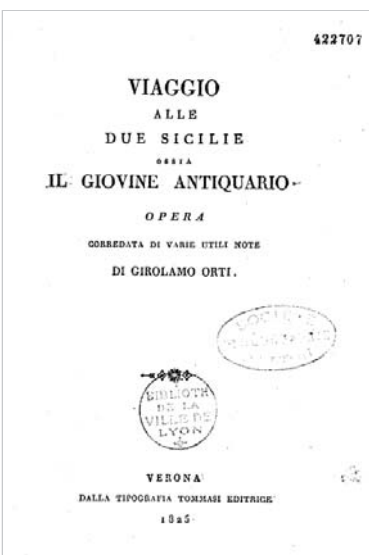 422707
VIAGGIO
ALLE
DUE SICILIE
OSSIA
IL GIOVINE ANTIQUARIO
OPERA
CORREDATA DI VARIE UTILI NOTE
DI GIROLAMO ORTI.
BIBLIOTH
DE LA
VILLE DE
LYON
VERONA
DALLA TIPOGRAFIA TOMMASI EDITRICE
1825